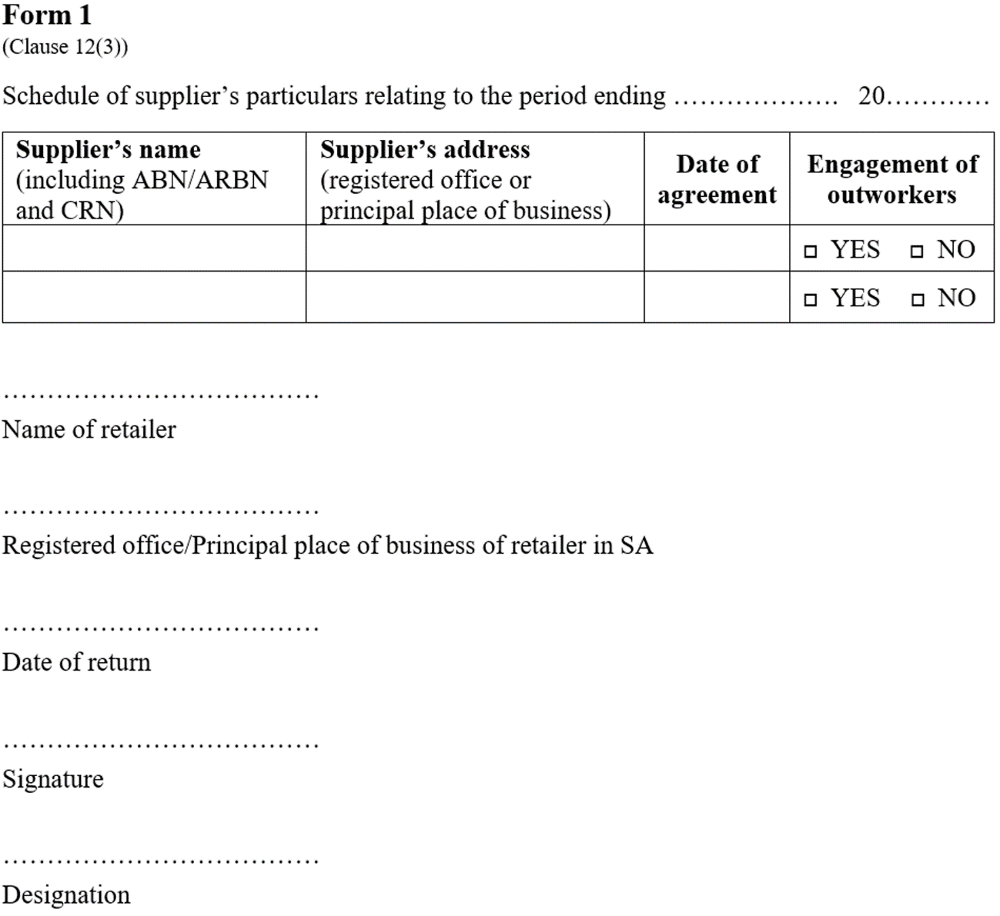 Form 1
(Clause 12(3))
Schedule of supplier’s particulars relating to the period ending ………………. 20…………
Supplier’s name
(including ABN/ARBN
and CRN)
Supplier’s address
(registered office or
principal place of business)
Date of
agreement
Engagement of
outworkers
□ YES □ NO
□ YES □ NO
………………………………
Name of retailer
………………………………
Registered office/Principal place of business of retailer in SA
………………………………
Date of return
………………………………
Signature
………………………………
Designation